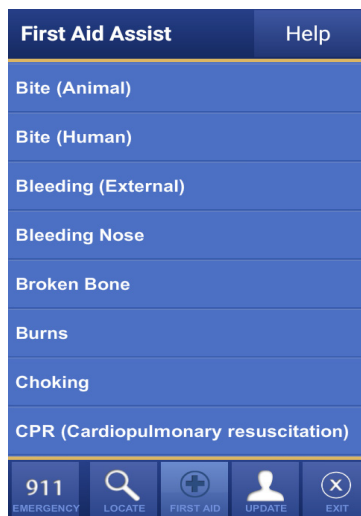 First Aid Assist Help
Bite (Animal)
Bite (Human)
Bleeding (External)
Bleeding Nose
Broken Bone
Burns
Choking
CPR (Cardiopulmonary resuscitation)
911
EMERGENCY LOCATE FIRST AID UPDATE EXIT